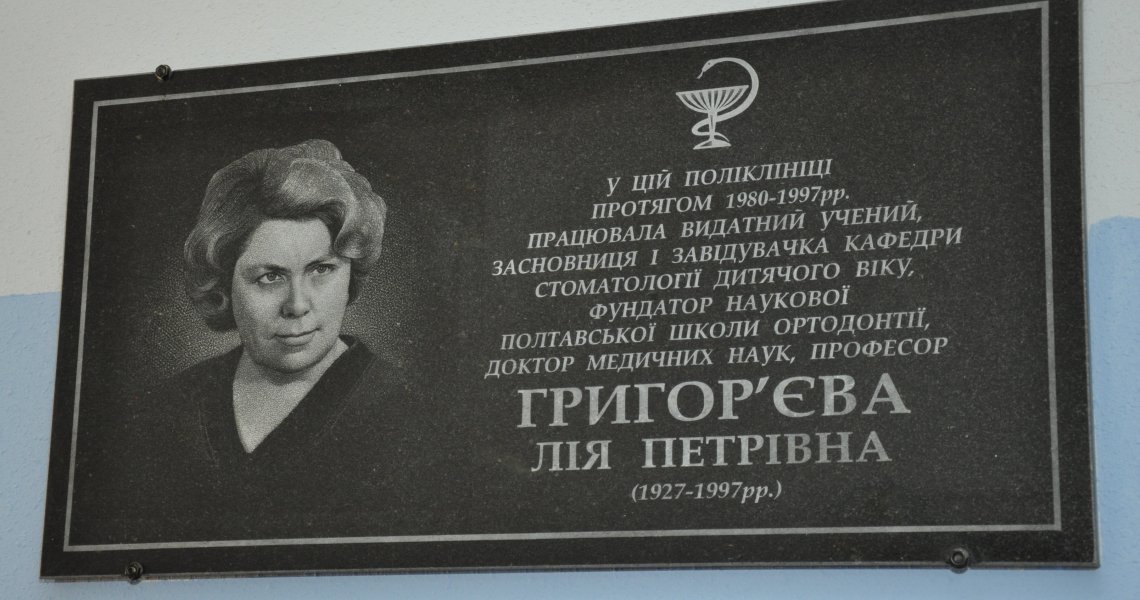 У ЦІЙ ПОЛІКЛІНІЦІ
ПРОТЯГОМ 1980-1997рр.
ПРАЦЮВАЛА ВИДАТНИЙ УЧЕНИЙ,
ЗАСНОВНИЦЯ І ЗАВІДУВАЧКА КАФЕДРИ
СТОМАТОЛОГІЇ ДИТЯЧОГО ВІКУ,
ФУНДАТОР НАУКОВОЇ
ПОЛТАВСЬКОЇ ШКОЛИ ОРТОДОНТІЇ,
ДОКТОР МЕДИЧНИХ НАУК, ПРОФЕСОР
ГРИГОР'ЄВА
ЛІЯ ПЕТРІВНА
(1927-1997рр.)